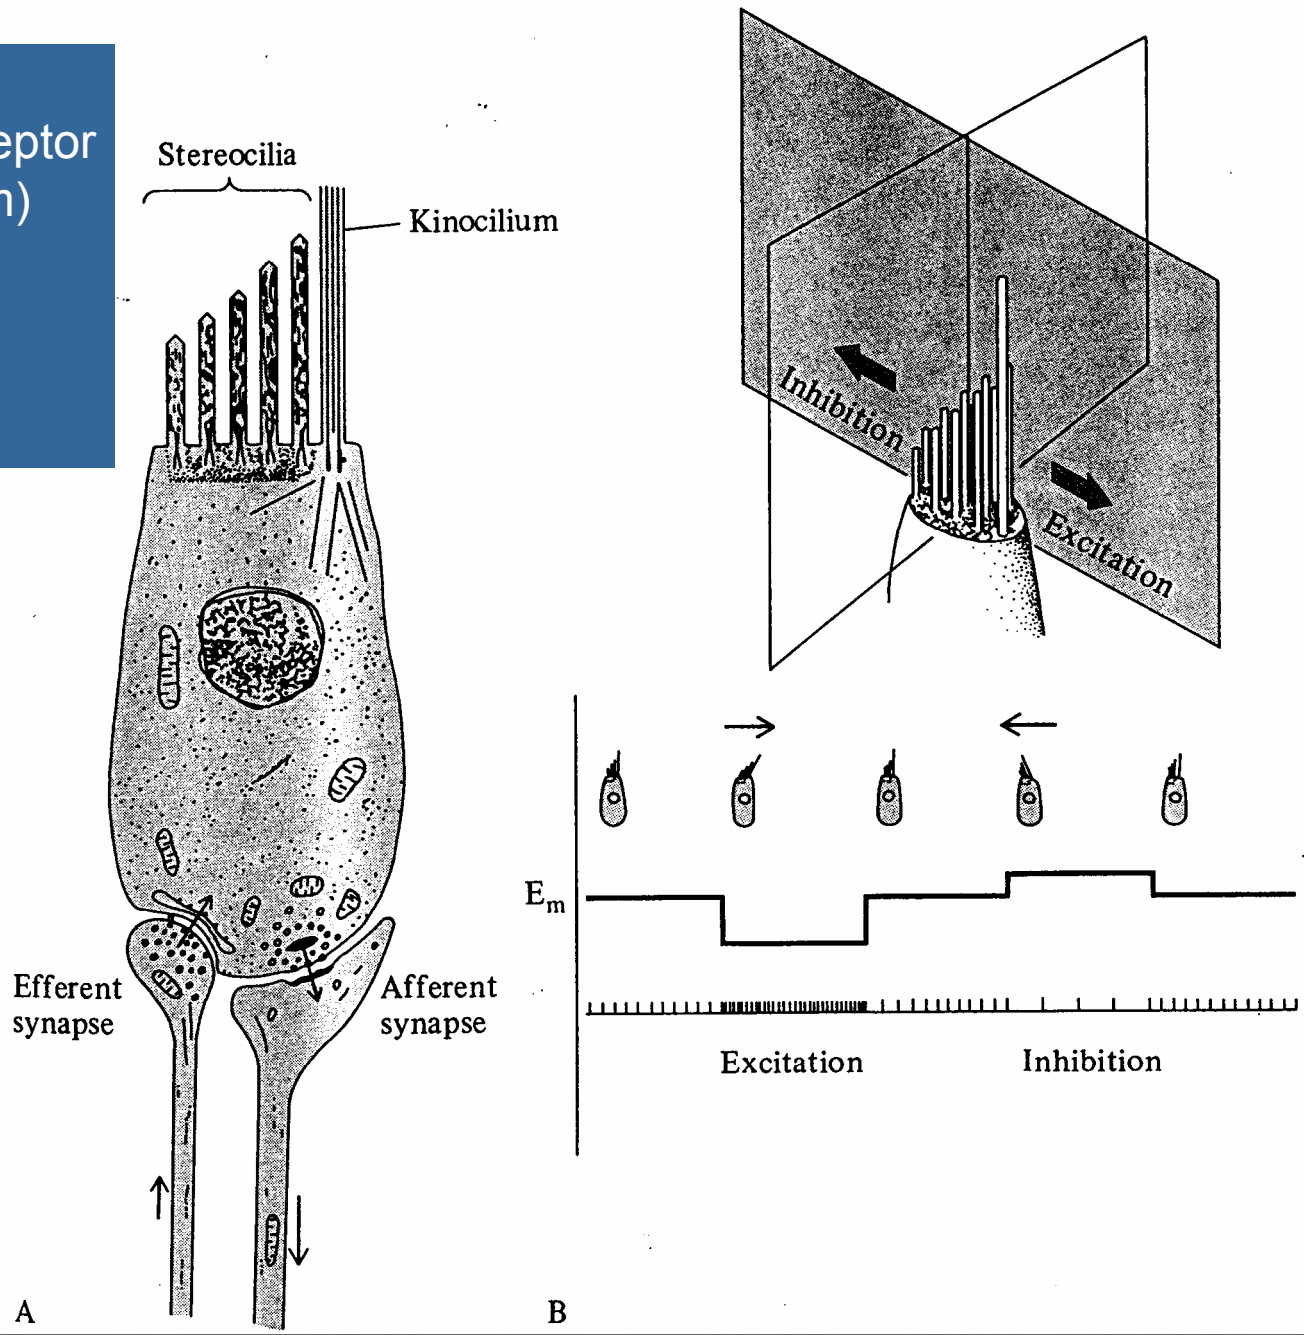 eptor
n)
Stereocilia
Kinocilium
Efferent
synapse
Afferent
synapse
A
Inhibition
Excitation
Em
Excitation
Inhibition
B